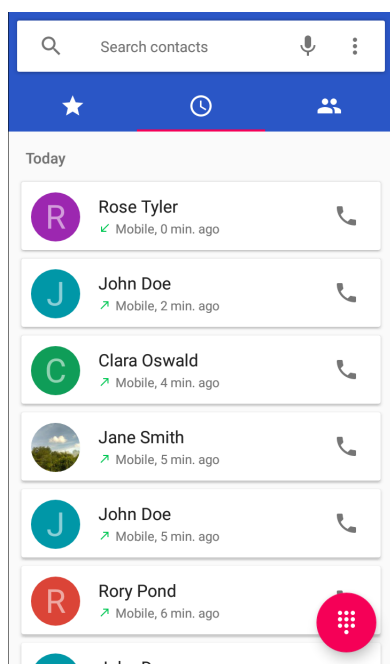 Search contacts
Today
R
Rose Tyler
Mobile, 0 min. ago
J
John Doe
Mobile, 2 min. ago
C
Clara Oswald
Mobile, 4 min. ago
Jane Smith
Mobile, 5 min. ago
J
John Doe
Mobile, 5 min. ago
R
Rory Pond
Mobile, 6 min. ago